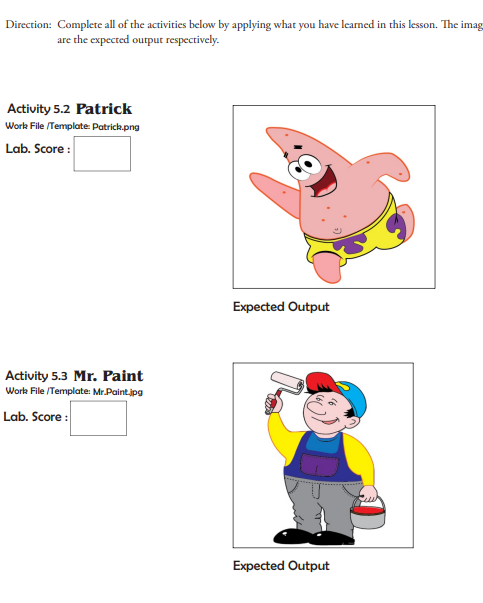 Direction: Complete all of the activities below by applying what you have learned in this lesson. The imag
are the expected output respectively.
Activity 5.2 Patrick
Work File /Template: Patrick.png
Lab. Score :
Expected Output
Activity 5.3 Mr. Paint
Work File /Template: Mr.Paint.jpg
Lab. Score :
Expected Output